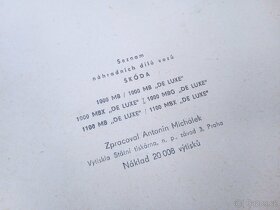 Seznam
náhradních dílů vozů
ŠKODA
1000 MB / 1000 MB „DE LUXE"
1000 MBX „DE LUXE" / 1000 MBG „DE LUXE"
1100 MB „DE LUXE" / 1100 MBX „DE LUXE"
Zpracoval Antonín Michálek
Vytiskla Státní tiskárna, n. p. závod 3, Praha
Náklad 20 008 výtisků